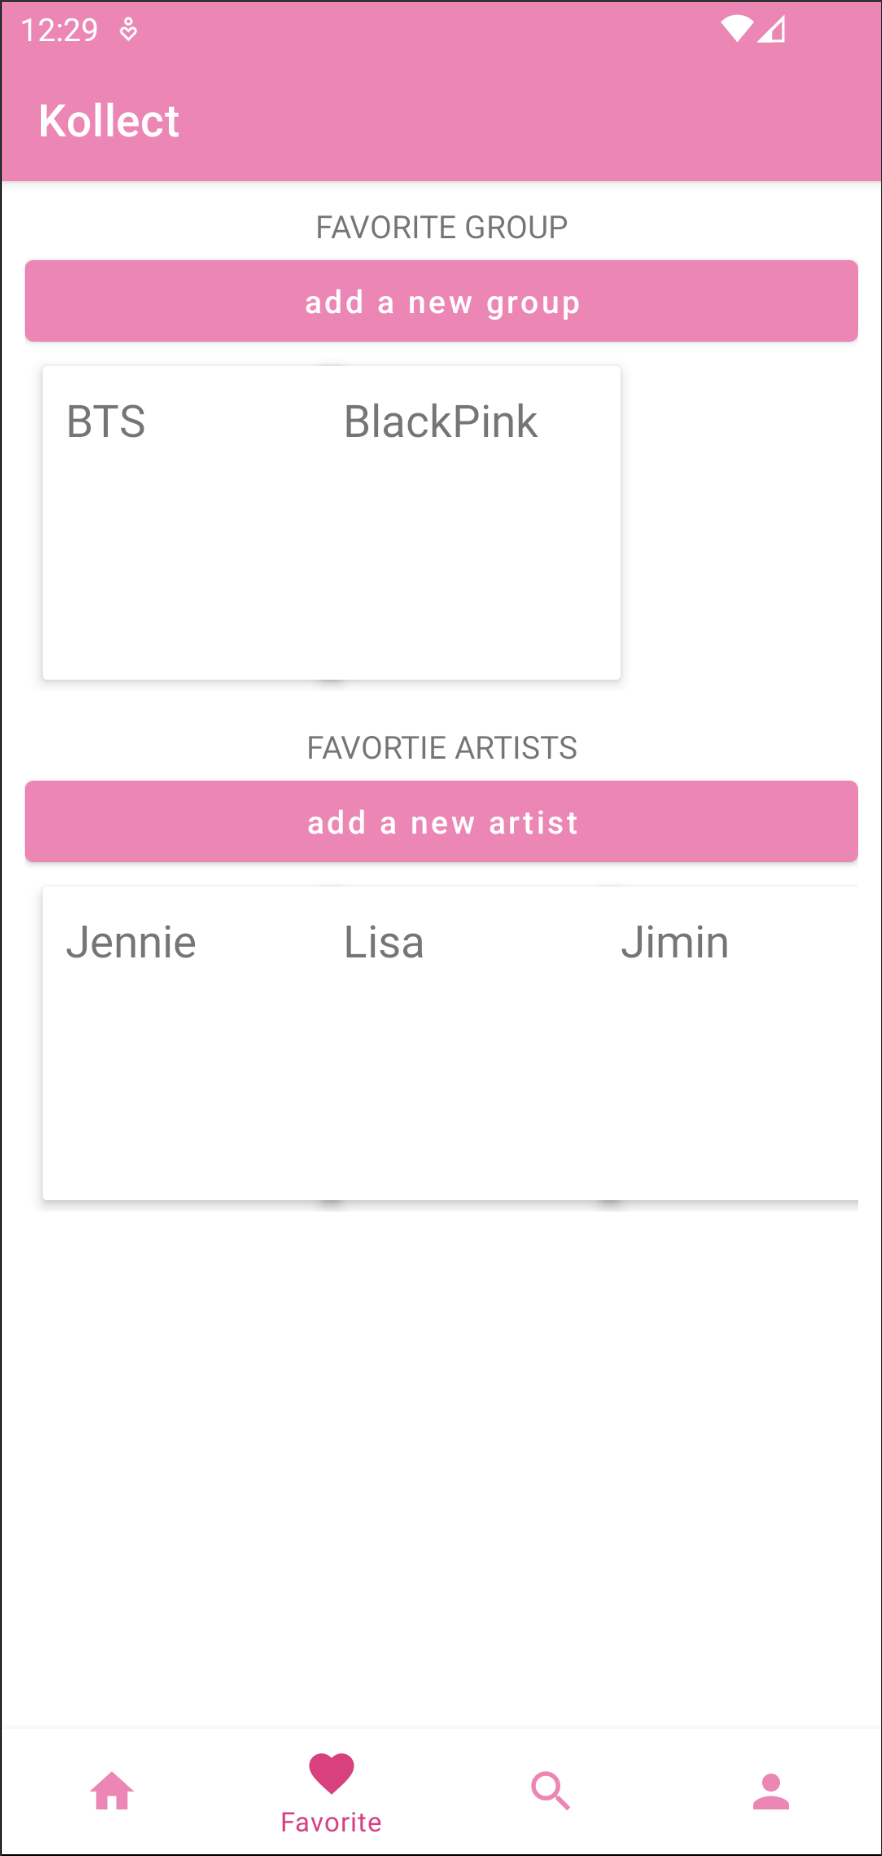 12:29
Kollect
FAVORITE GROUP
add a new group
BTS BlackPink
FAVORTIE ARTISTS
add a new artist
Jennie Lisa Jimin
Favorite